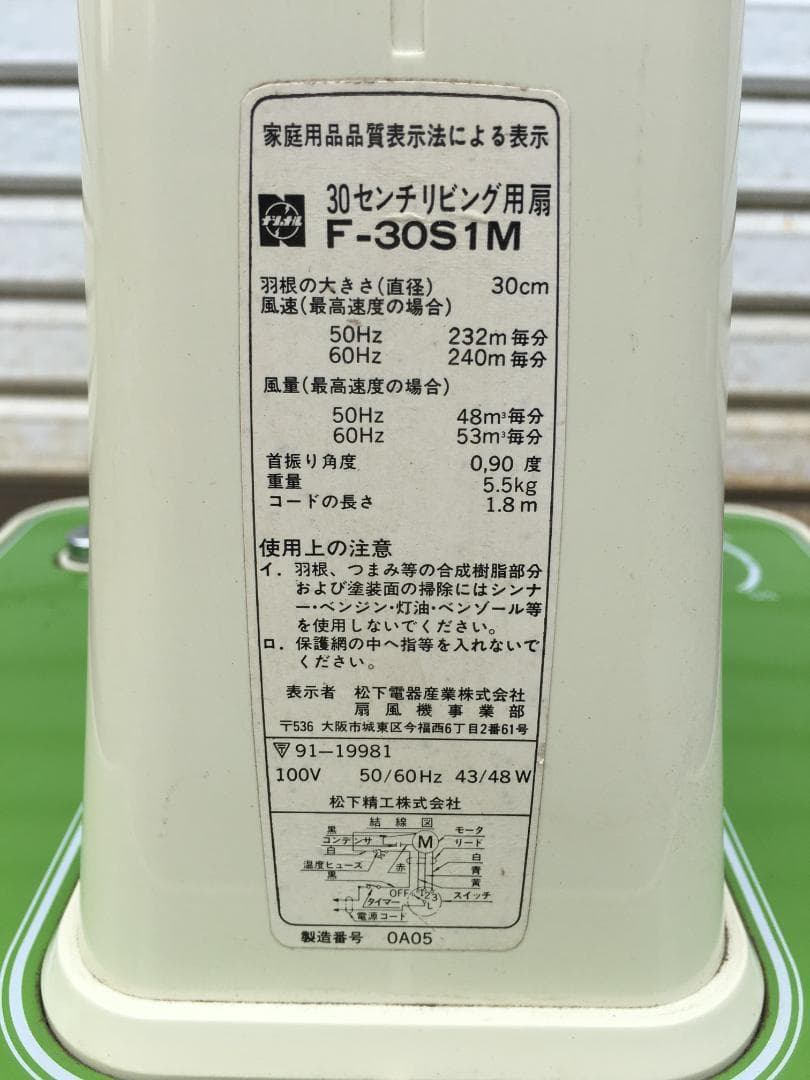 家庭用品品質表示法による表示
ナショナル
30センチリビング用扇
F-30S1M
羽根の大きさ(直径) 30cm
風速(最高速度の場合)
50Hz 232m毎分
60Hz 240m毎分
風量(最高速度の場合)
50Hz 48m³毎分
60Hz 53m³毎分
首振り角度 0,90 度
重量 5.5kg
コードの長さ 1.8m
使用上の注意
イ. 羽根、つまみ等の合成樹脂部分
および塗装面の掃除にはシンナ
ー・ベンジン・灯油・ベンゾール等
を使用しないでください。
ロ. 保護網の中へ指等を入れないで
ください。
表示者 松下電器産業株式会社
扇風機事業部
〒536 大阪市城東区今福西6丁目2番61号
〒 91-19981
100V 50/60Hz 43/48W
松下精工株式会社
結線図
黒 M モータ
コンデンサ リード
白 白
温度ヒューズ 赤 青
黒 黄
OFF 1 2 3 スイッチ
タイマー L
電源コード
製造番号 0A05